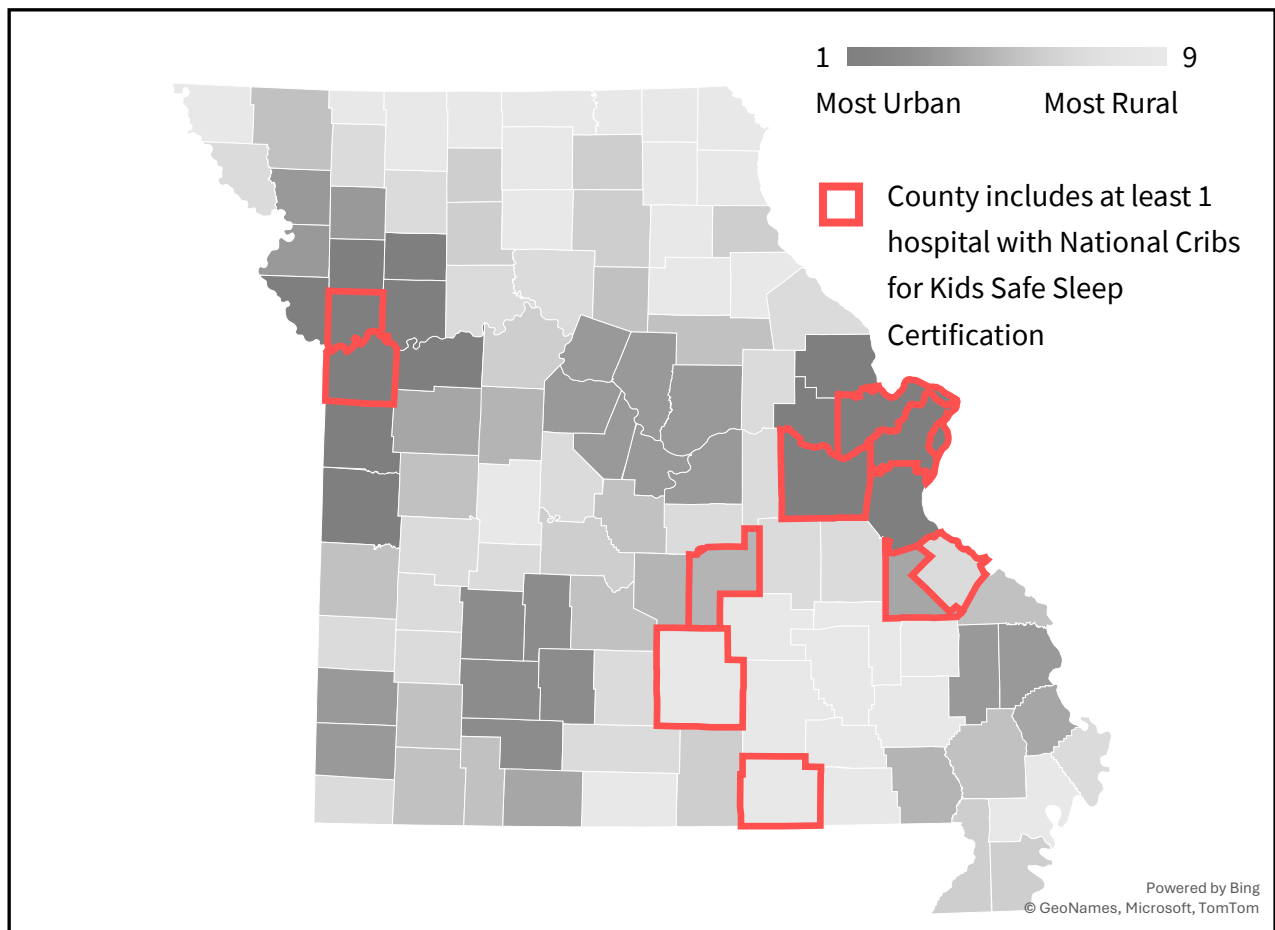 1 9
Most Urban Most Rural
County includes at least 1
hospital with National Cribs
for Kids Safe Sleep
Certification
Powered by Bing
© GeoNames, Microsoft, TomTom